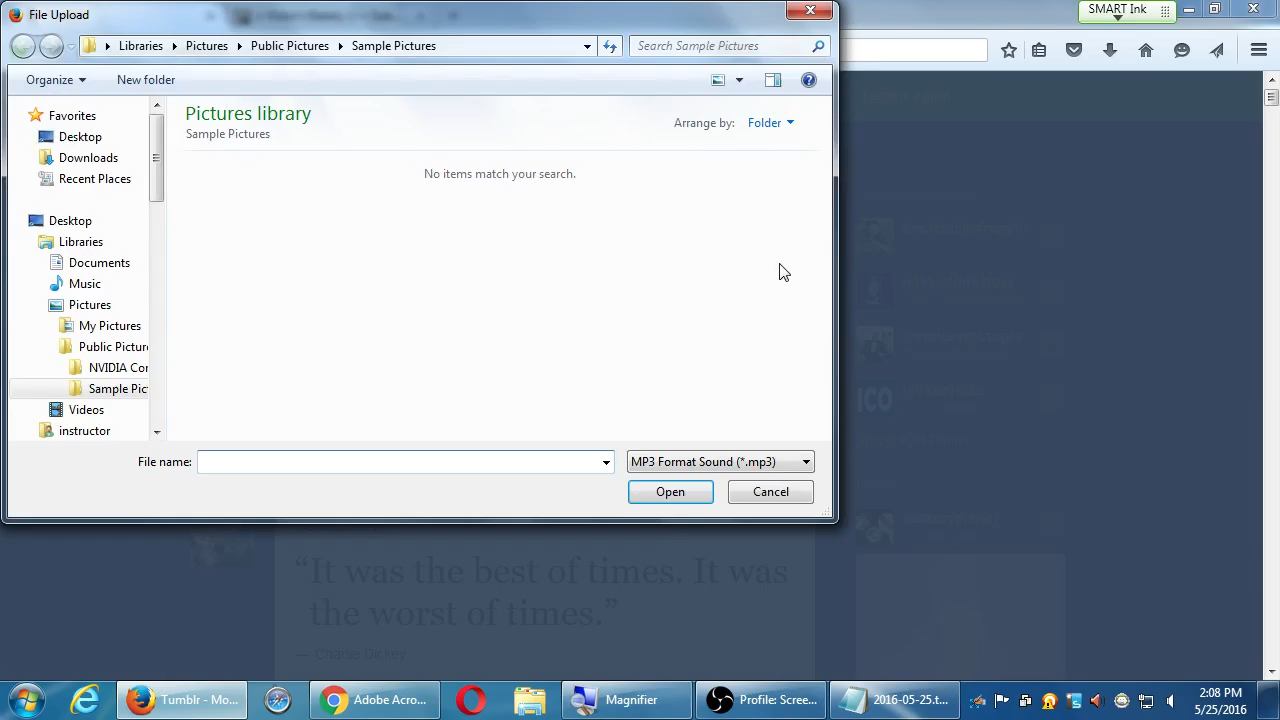 File Upload
SMART Ink
Libraries
Pictures
Public Pictures
Sample Pictures
Search Sample Pictures
Organize
New folder
Favorites
Desktop
Downloads
Recent Places
Desktop
Libraries
Documents
Music
Pictures
My Pictures
Public Picture
NVIDIA Cor
Sample Pic
Videos
instructor
Pictures library
Sample Pictures
Arrange by:
Folder
No items match your search.
File name:
MP3 Format Sound (*.mp3)
Open
Cancel
ICO
“It was the best of times. It was
the worst of times.”
— Charlie Dickey
Tumblr - Mo...
Adobe Acro...
Magnifier
Profile: Scree...
2016-05-25.t...
2:08 PM
5/25/2016